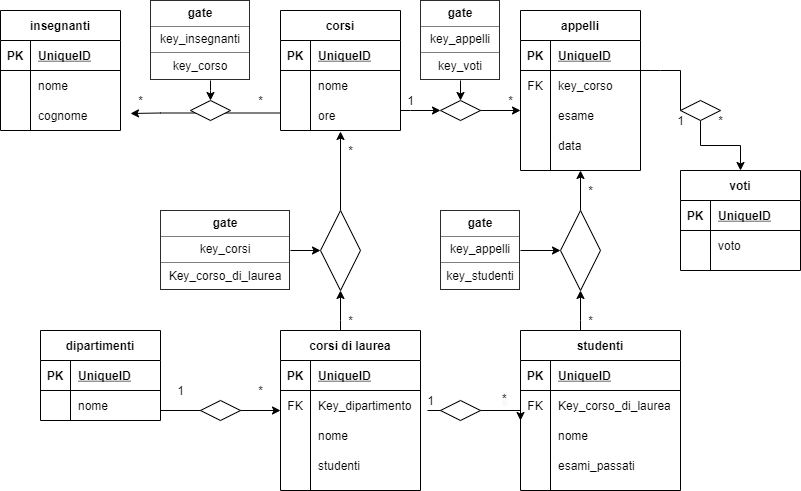 insegnanti
PK UniqueID
nome
cognome
gate
key_insegnanti
key_corso
* *
corsi
PK UniqueID
nome
ore
gate
key_appelli
key_voti
1 *
appelli
PK UniqueID
FK key_corso
esame
data
1 *
voti
PK UniqueID
voto
*
gate
key_corsi
Key_corso_di_laurea
*
*
gate
key_appelli
key_studenti
*
dipartimenti
PK UniqueID
nome
1 *
corsi di laurea
PK UniqueID
FK Key_dipartimento
nome
studenti
1 *
studenti
PK UniqueID
FK Key_corso_di_laurea
nome
esami_passati